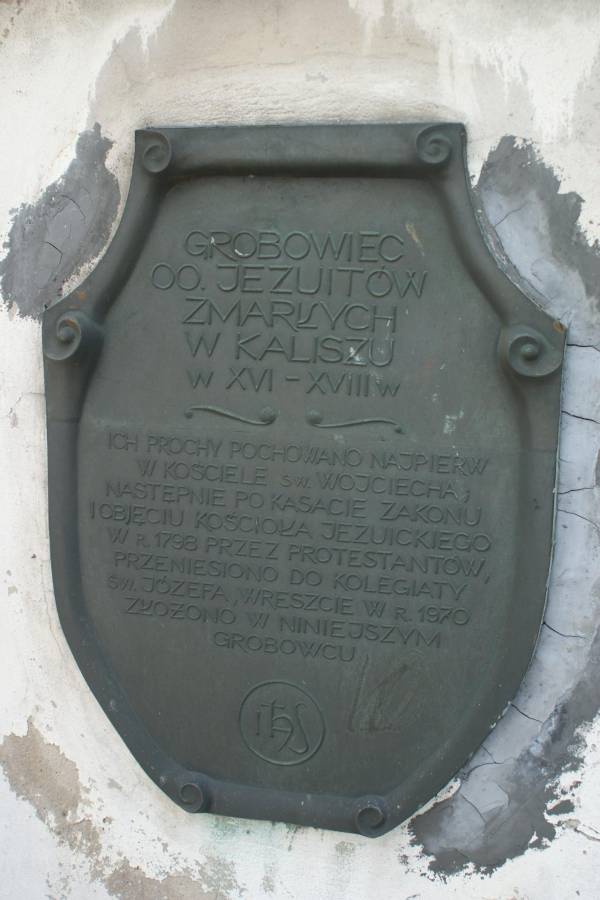 GROBOWIEC
OO. JEZUITÓW
ZMARŁYCH
W KALISZU
W XVI - XVIII W
ICH PROCHY POCHOWANO NAJPIERW
W KOŚCIELE ŚW. WOJCIECHA,
NASTĘPNIE PO KASACIE ZAKONU
I OBJĘCIU KOŚCIOŁA JEZUICKIEGO
W R. 1798 PRZEZ PROTESTANTÓW,
PRZENIESIONO DO KOLEGIATY
ŚW. JÓZEFA, WRESZCIE W R. 1970
ZŁOŻONO W NINIEJSZYM
GROBOWCU
ihs